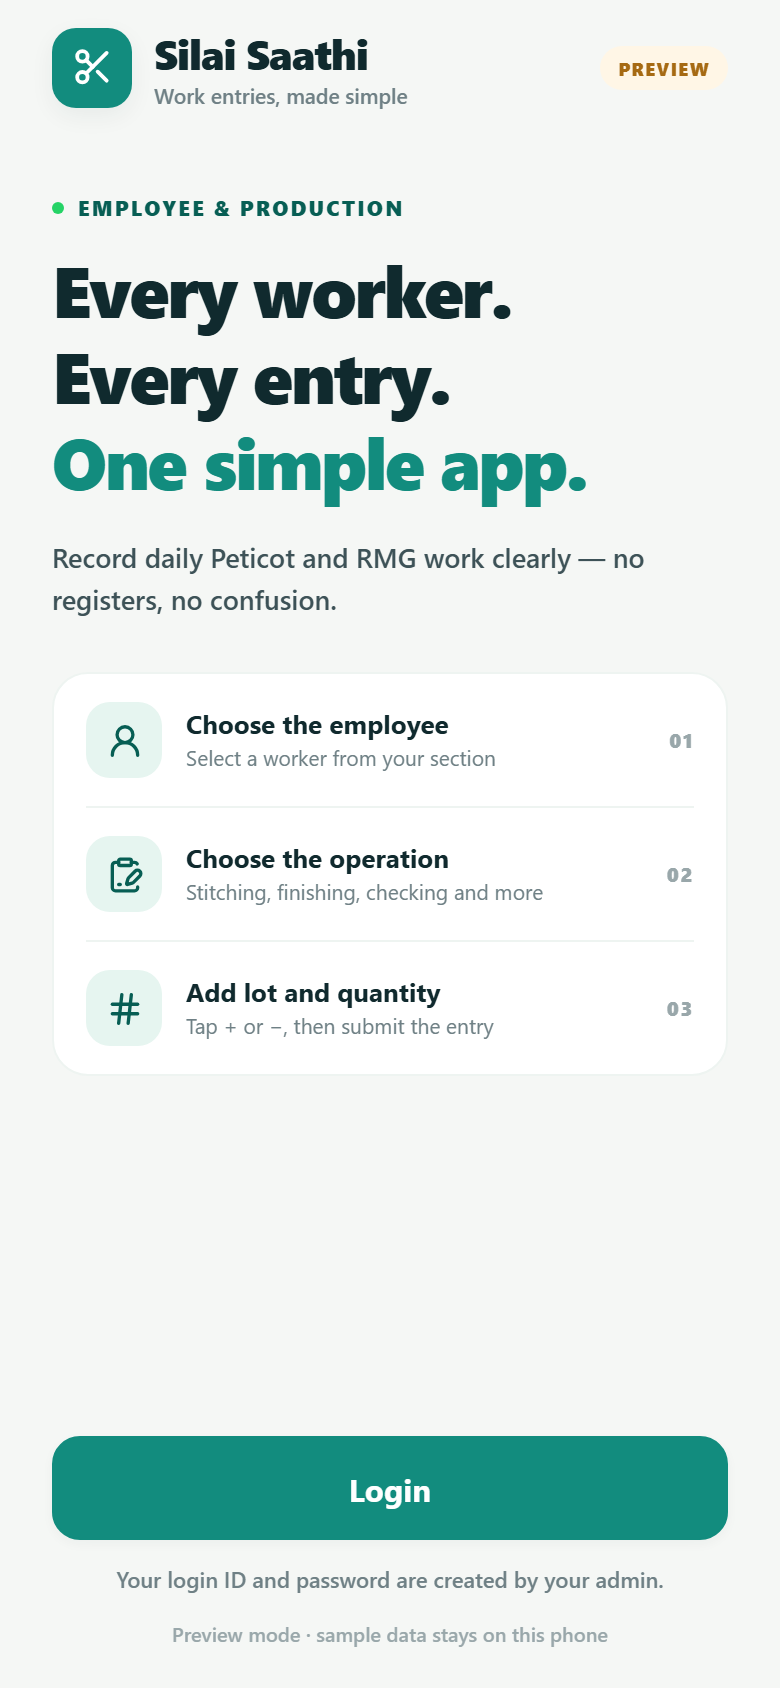 Silai Saathi
Work entries, made simple
PREVIEW
EMPLOYEE & PRODUCTION
Every worker.
Every entry.
One simple app.
Record daily Peticot and RMG work clearly — no
registers, no confusion.
Choose the employee
Select a worker from your section
01
Choose the operation
Stitching, finishing, checking and more
02
Add lot and quantity
Tap + or −, then submit the entry
03
Login
Your login ID and password are created by your admin.
Preview mode · sample data stays on this phone